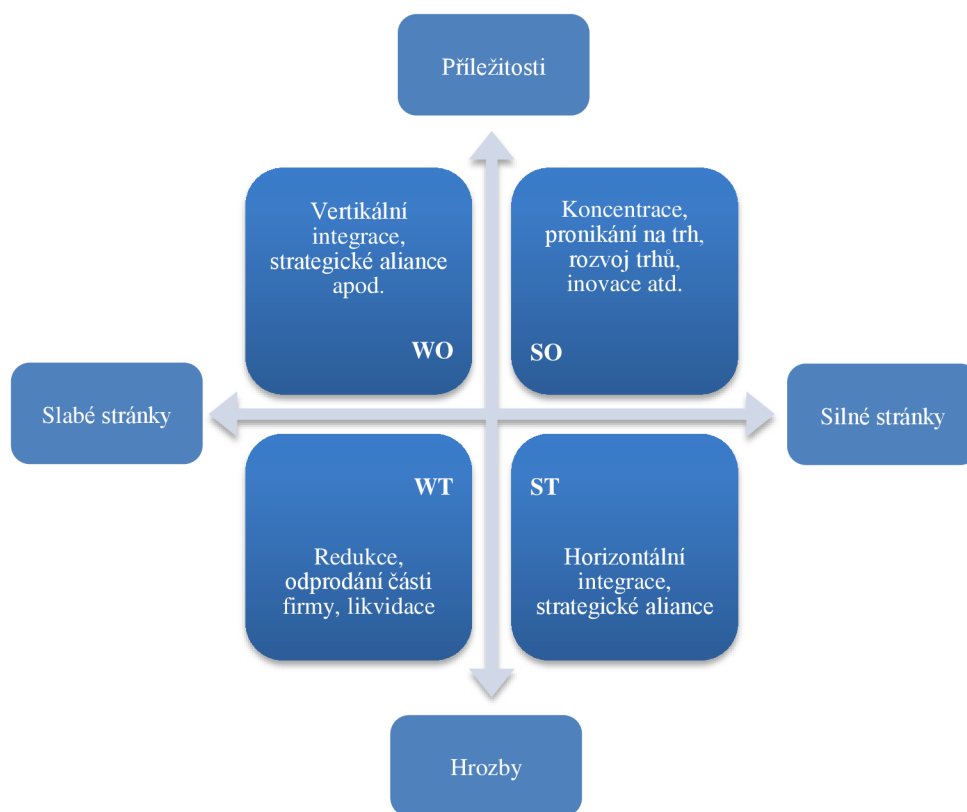 Příležitosti
Vertikální
integrace,
strategické aliance
apod.
WO
Koncentrace,
pronikání na trh,
rozvoj trhů,
inovace atd.
SO
Slabé stránky
Silné stránky
WT
Redukce,
odprodání části
firmy, likvidace
ST
Horizontální
integrace,
strategické aliance
Hrozby